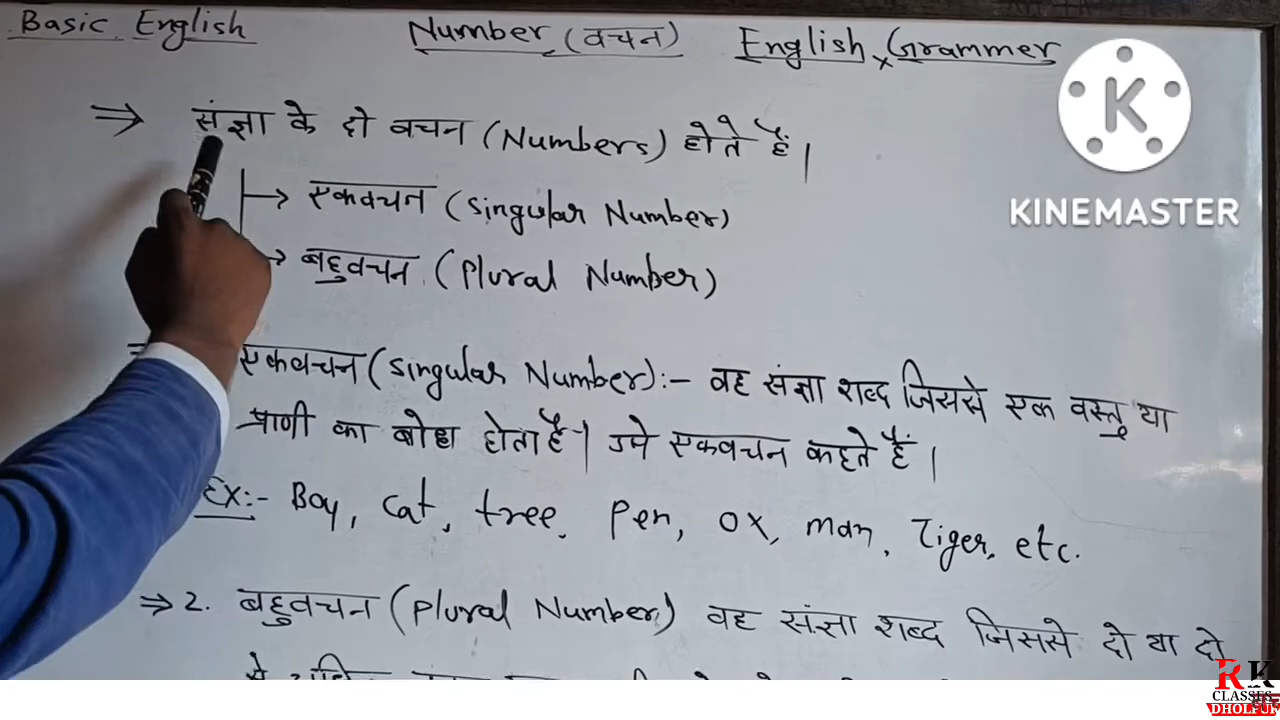 Basic English Number (वचन) English Grammer
⇒ संज्ञा के दो वचन (Numbers) होते हैं।
→ एकवचन (Singular Number)
→ बहुवचन (Plural Number)
एकवचन (Singular Number):- वह संज्ञा शब्द जिससे एक वस्तु या
प्राणी का बोध होता है। उसे एकवचन कहते हैं।
Ex:- Boy, Cat, tree, Pen, OX, man, Tiger, etc.
⇒ 2. बहुवचन (Plural Number) वह संज्ञा शब्द जिससे दो या दो
K
KINEMASTER
RK
CLASSES
DHOLPUR